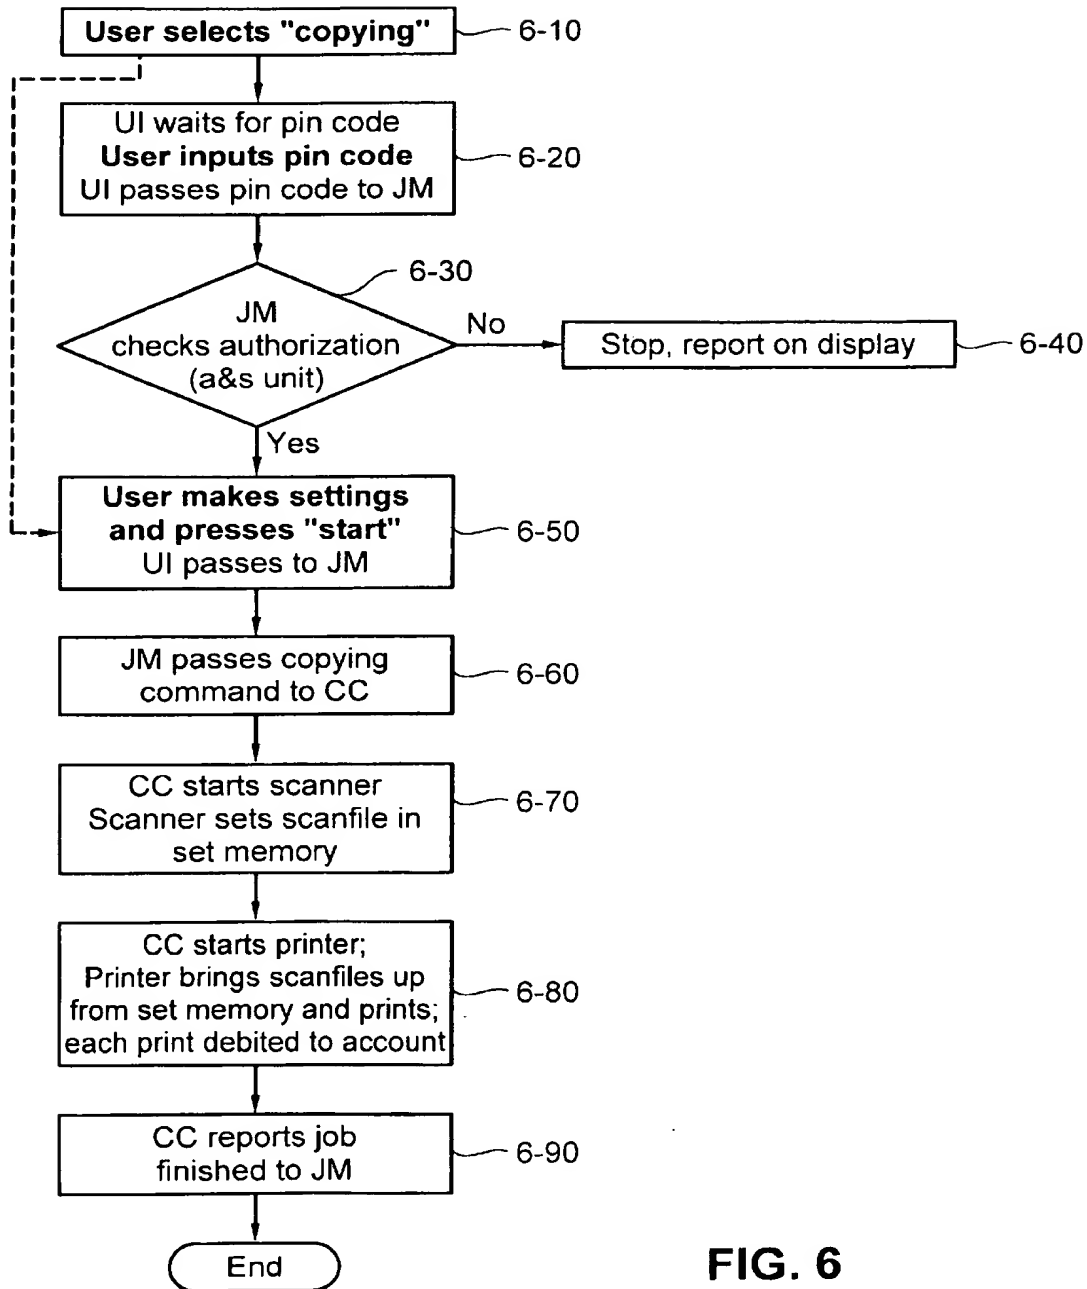 User selects "copying"
6-10
UI waits for pin code
User inputs pin code
UI passes pin code to JM
6-20
6-30
JM
checks authorization
(a&s unit)
No
Stop, report on display
6-40
Yes
User makes settings
and presses "start"
UI passes to JM
6-50
JM passes copying
command to CC
6-60
CC starts scanner
Scanner sets scanfile in
set memory
6-70
CC starts printer;
Printer brings scanfiles up
from set memory and prints;
each print debited to account
6-80
CC reports job
finished to JM
6-90
End
FIG. 6